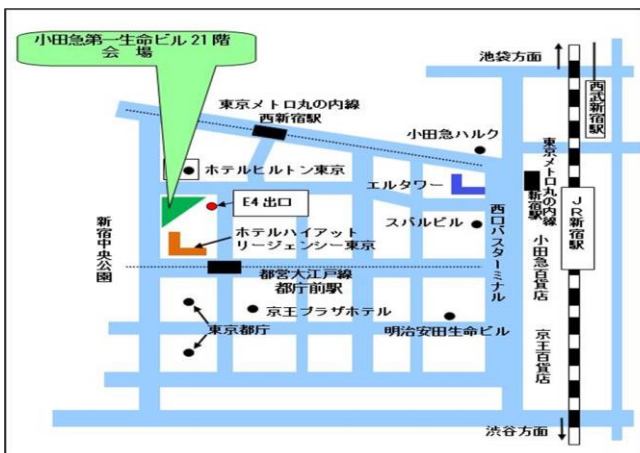 小田急第一生命ビル 21 階
会 場
池袋方面
西武新宿駅
東京メトロ丸の内線
西新宿駅
小田急ハルク
ホテルヒルトン東京
エルタワー
東京メトロ丸の内線
新宿駅
JR新宿駅
E4 出口
スバルビル
新宿中央公園
ホテルハイアット
リージェンシー東京
西口バスターミナル
小田急百貨店
都営大江戸線
都庁前駅
京王プラザホテル
東京都庁
明治安田生命ビル
京王百貨店
渋谷方面